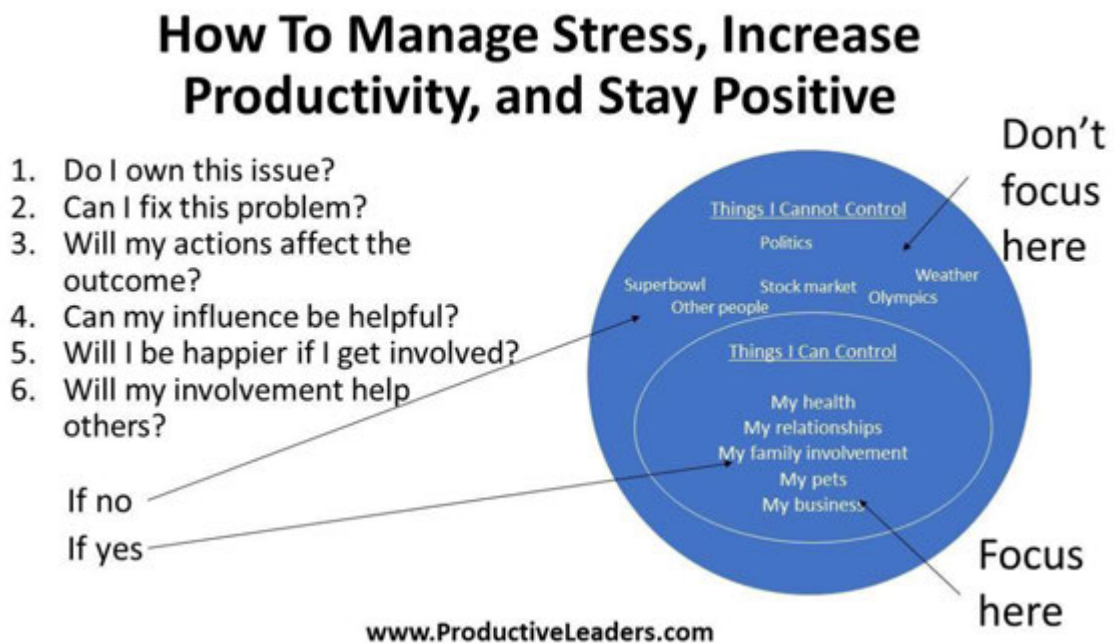 How To Manage Stress, Increase
Productivity, and Stay Positive
1. Do I own this issue?
2. Can I fix this problem?
3. Will my actions affect the
outcome?
4. Can my influence be helpful?
5. Will I be happier if I get involved?
6. Will my involvement help
others?
If no
If yes
Don't
focus
here
Things I Cannot Control
Politics
Superbowl
Stock market
Weather
Other people
Olympics
Things I Can Control
My health
My relationships
My family involvement
My pets
My business
Focus
here
www.ProductiveLeaders.com